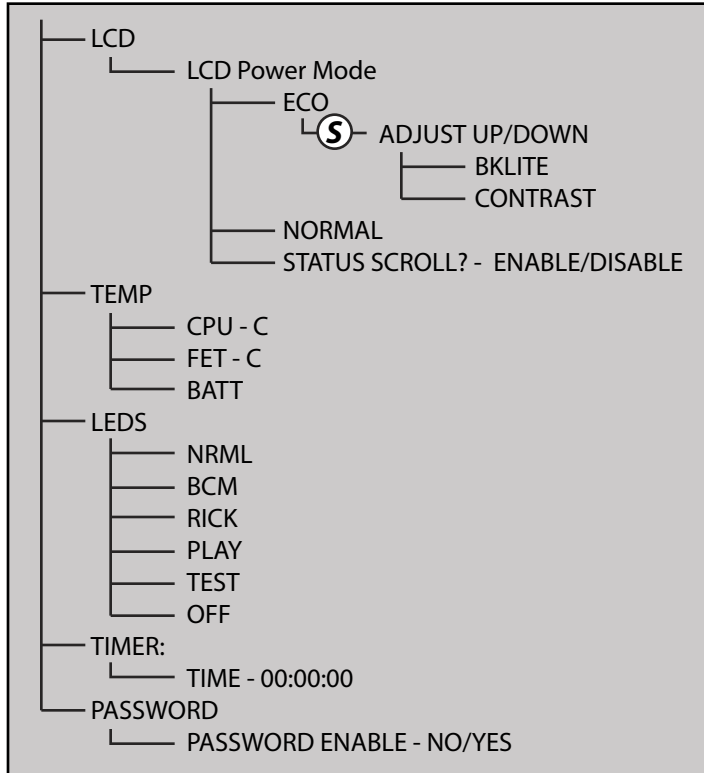 LCD
LCD Power Mode
ECO
S ADJUST UP/DOWN
BKLITE
CONTRAST
NORMAL
STATUS SCROLL? - ENABLE/DISABLE
TEMP
CPU - C
FET - C
BATT
LEDS
NRML
BCM
RICK
PLAY
TEST
OFF
TIMER:
TIME - 00:00:00
PASSWORD
PASSWORD ENABLE - NO/YES